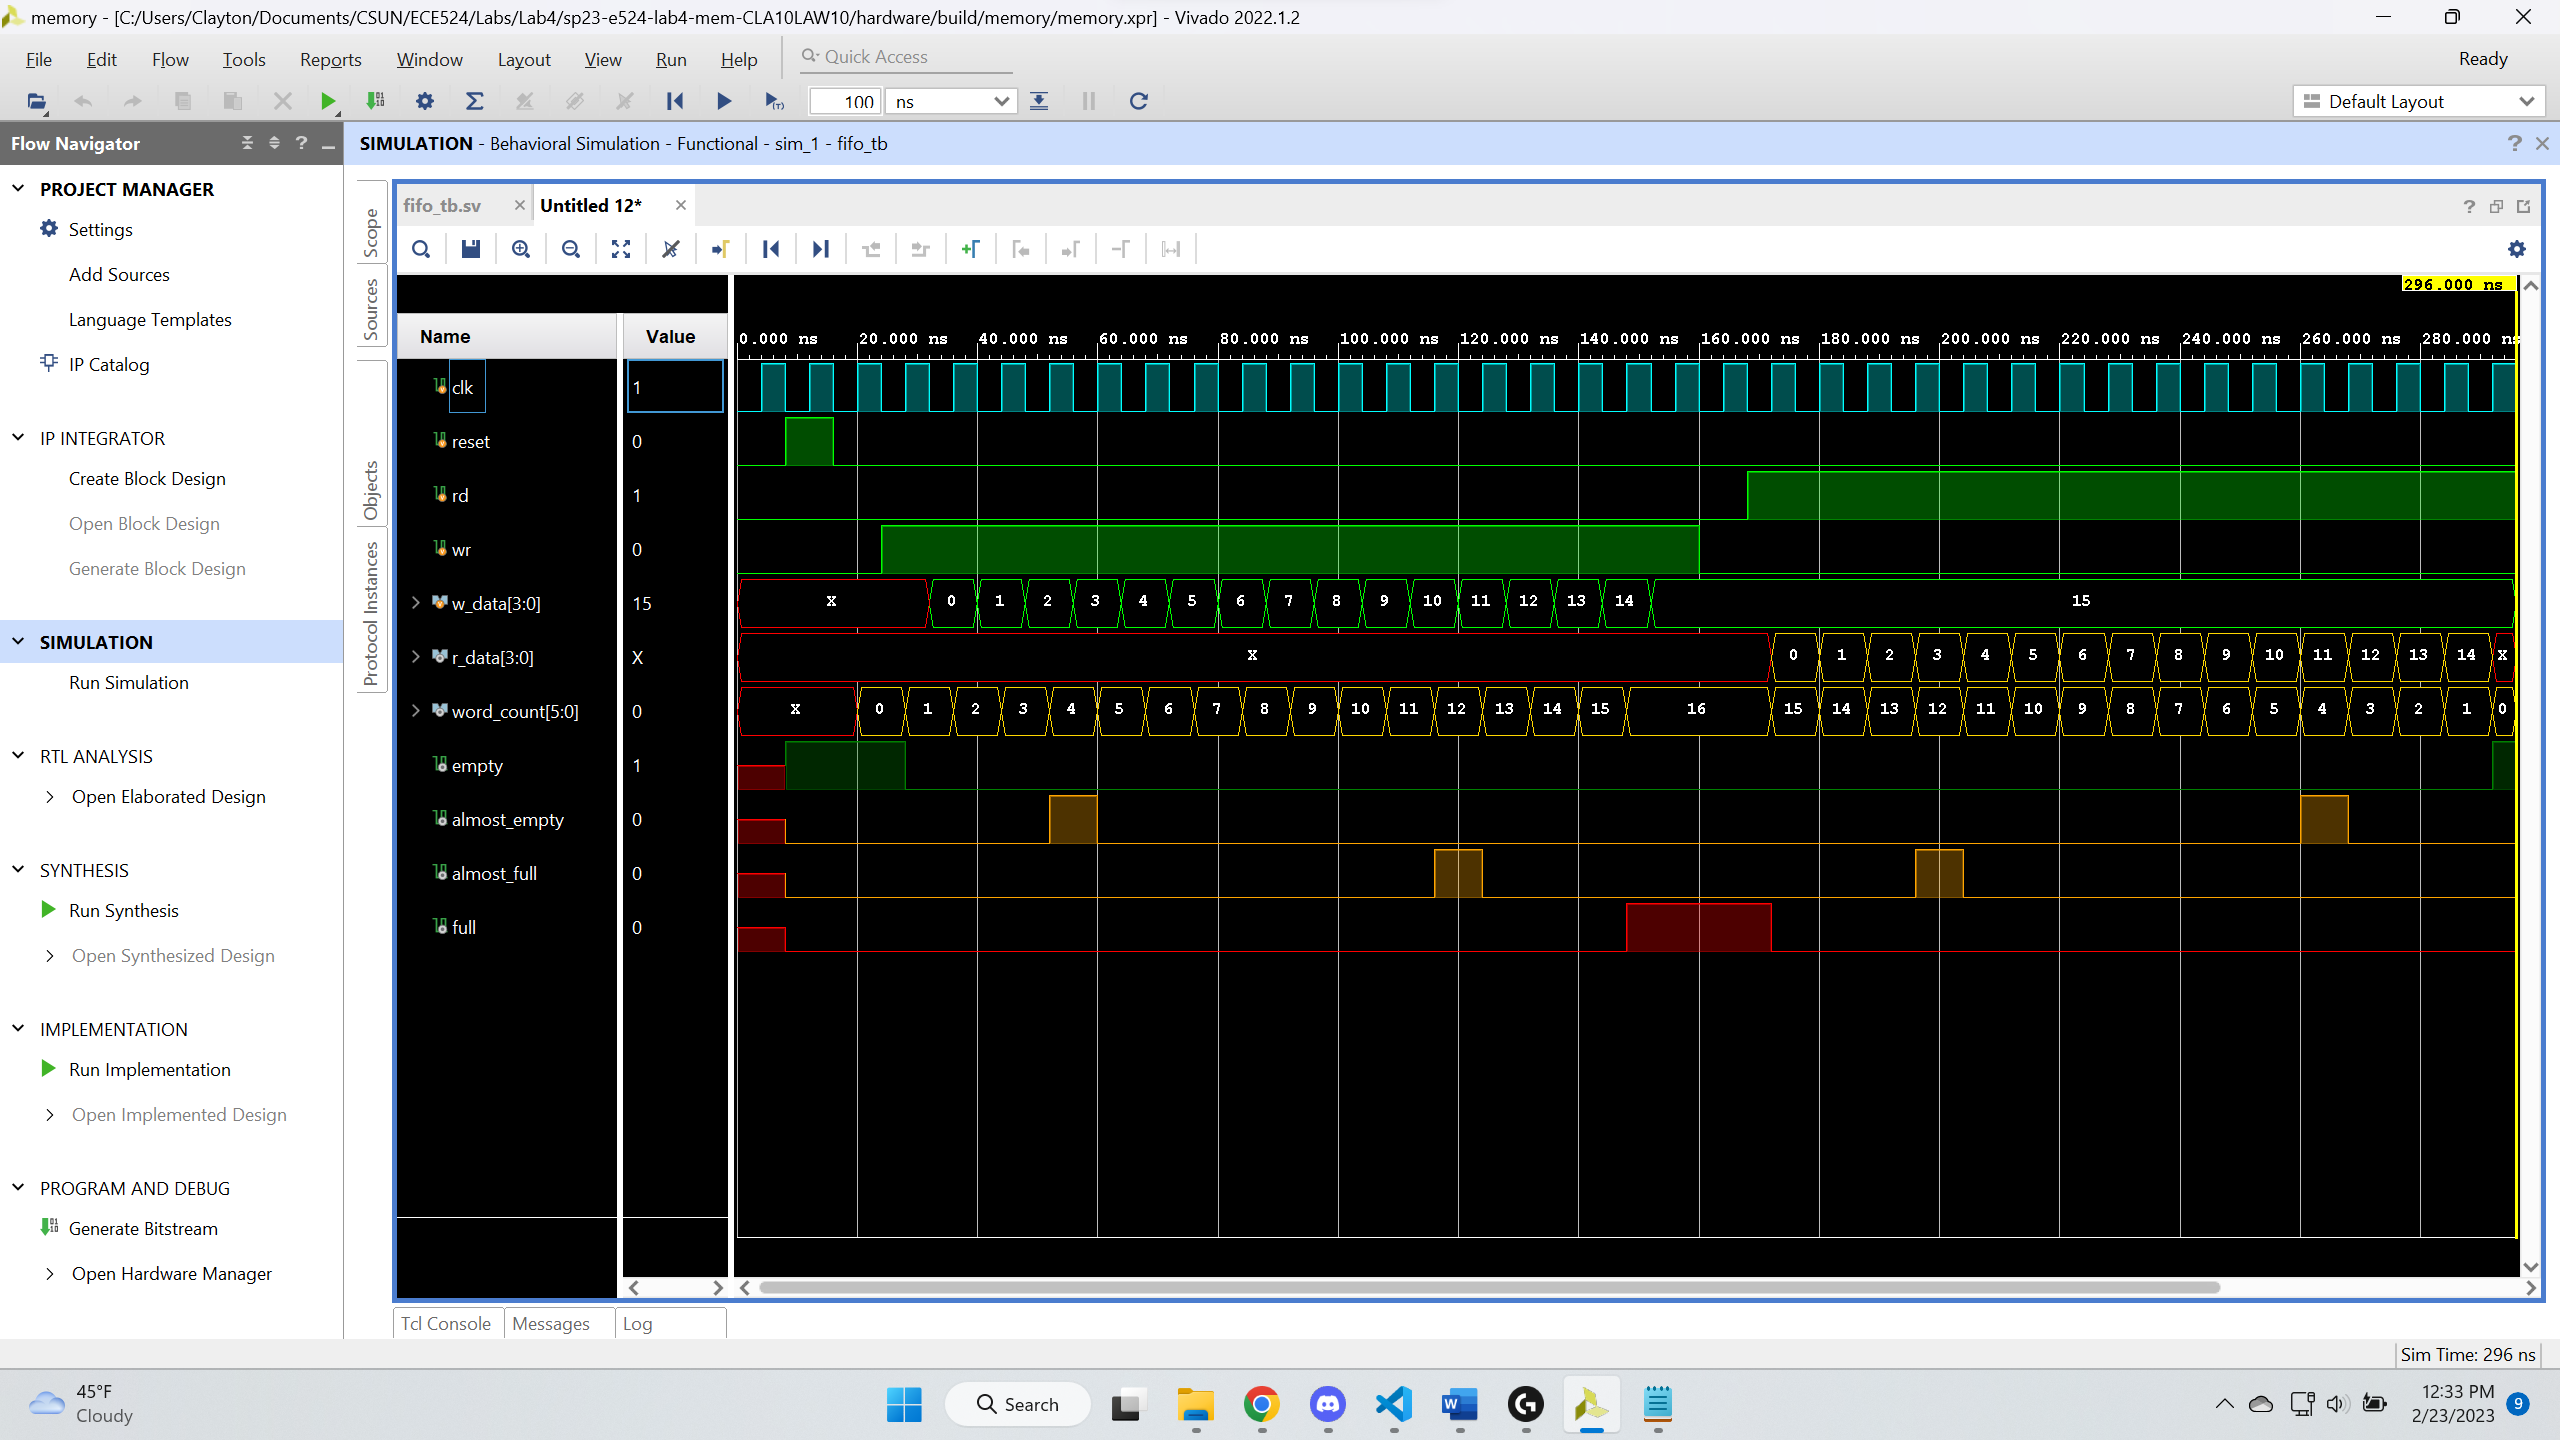 memory - [C:/Users/Clayton/Documents/CSUN/ECE524/Labs/Lab4/sp23-e524-lab4-mem-CLA10LAW10/hardware/build/memory/memory.xpr] - Vivado 2022.1.2
File Edit Flow Tools Reports Window Layout View Run Help Quick Access Ready
100 ns Default Layout
Flow Navigator
SIMULATION - Behavioral Simulation - Functional - sim_1 - fifo_tb
PROJECT MANAGER
Settings
Add Sources
Language Templates
IP Catalog
IP INTEGRATOR
Create Block Design
Open Block Design
Generate Block Design
SIMULATION
Run Simulation
RTL ANALYSIS
Open Elaborated Design
SYNTHESIS
Run Synthesis
Open Synthesized Design
IMPLEMENTATION
Run Implementation
Open Implemented Design
PROGRAM AND DEBUG
Generate Bitstream
Open Hardware Manager
Scope
Sources
Objects
Protocol Instances
fifo_tb.sv Untitled 12*
296.000 ns
Name Value
0.000 ns 20.000 ns 40.000 ns 60.000 ns 80.000 ns 100.000 ns 120.000 ns 140.000 ns 160.000 ns 180.000 ns 200.000 ns 220.000 ns 240.000 ns 260.000 ns 280.000 ns
clk 1
reset 0
rd 1
wr 0
w_data[3:0] 15 X 0 1 2 3 4 5 6 7 8 9 10 11 12 13 14 15
r_data[3:0] X X 0 1 2 3 4 5 6 7 8 9 10 11 12 13 14 X
word_count[5:0] 0 X 0 1 2 3 4 5 6 7 8 9 10 11 12 13 14 15 16 15 14 13 12 11 10 9 8 7 6 5 4 3 2 1 0
empty 1
almost_empty 0
almost_full 0
full 0
Tcl Console Messages Log
Sim Time: 296 ns
45°F
Cloudy
Search
12:33 PM
2/23/2023
9